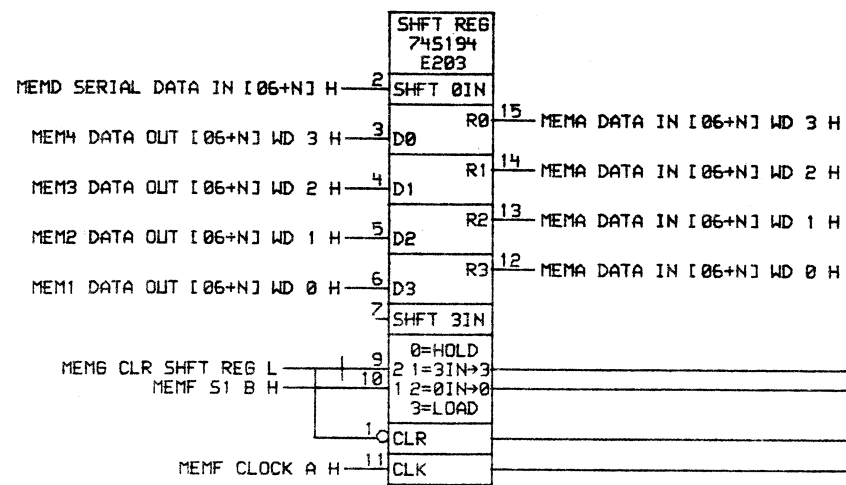 SHFT REG
74S194
E203
MEMD SERIAL DATA IN [06+N] H 2 SHFT 0IN
R0 15 MEMA DATA IN [06+N] WD 3 H
MEM4 DATA OUT [06+N] WD 3 H 3 D0
R1 14 MEMA DATA IN [06+N] WD 2 H
MEM3 DATA OUT [06+N] WD 2 H 4 D1
R2 13 MEMA DATA IN [06+N] WD 1 H
MEM2 DATA OUT [06+N] WD 1 H 5 D2
R3 12 MEMA DATA IN [06+N] WD 0 H
MEM1 DATA OUT [06+N] WD 0 H 6 D3
7 SHFT 3IN
0=HOLD
MEM6 CLR SHFT REG L 9 2 1=3IN→3
MEMF S1 B H 10 1 2=0IN→0
3=LOAD
1 CLR
MEMF CLOCK A H 11 CLK